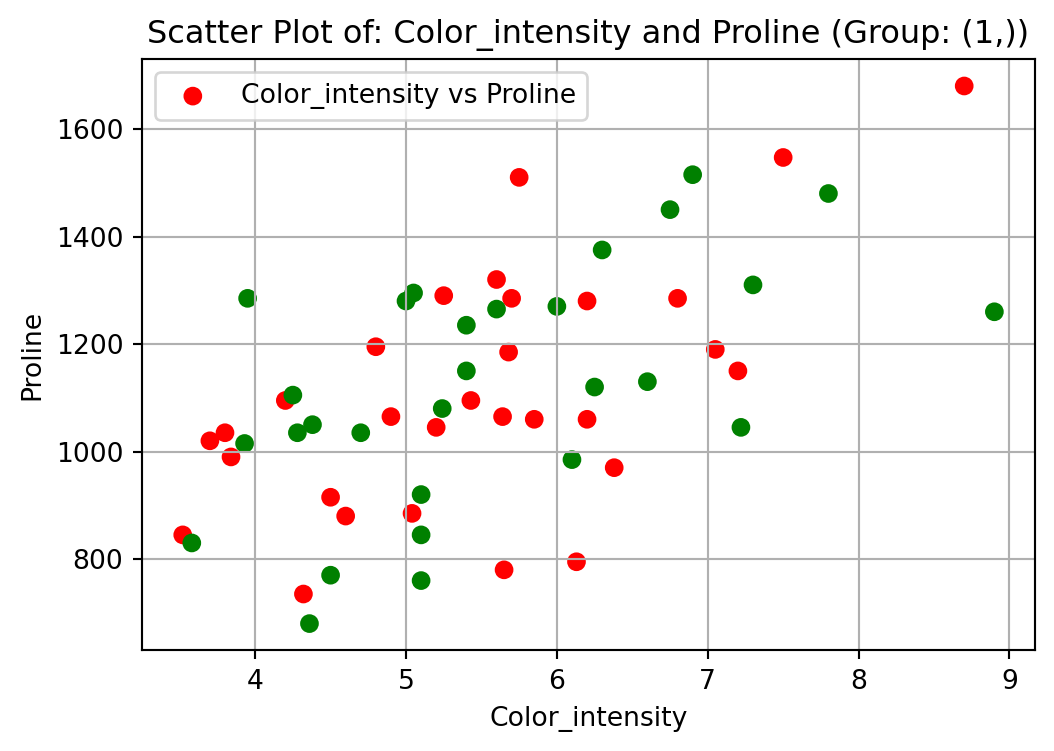 Scatter Plot of: Color_intensity and Proline (Group: (1,))
Color_intensity vs Proline
1600
1400
1200
1000
800
Proline
4 5 6 7 8 9
Color_intensity